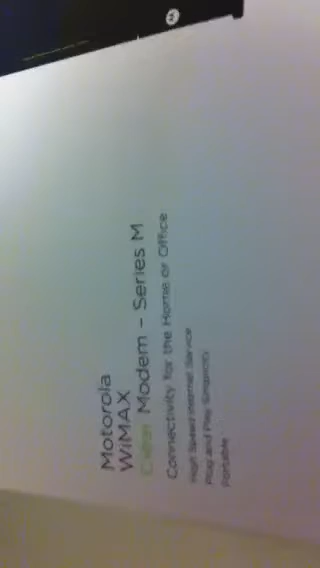 Motorola
WiMAX
Clear Modem - Series M
Connectivity for the Home or Office
High Speed Internet Service
Plug and Play Simplicity
Portable